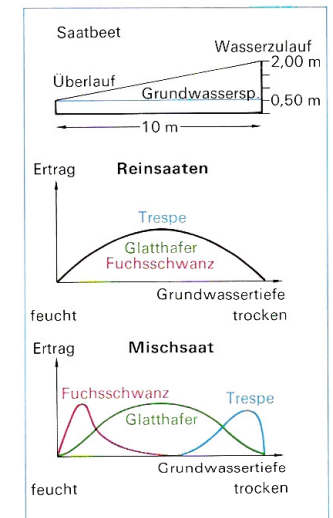 Saatbeet
Wasserzulauf
2,00 m
Überlauf
Grundwassersp.
0,50 m
10 m
Ertrag
Reinsaaten
Trespe
Glatthafer
Fuchsschwanz
Grundwassertiefe
feucht
trocken
Ertrag
Mischsaat
Fuchsschwanz
Trespe
Glatthafer
Grundwassertiefe
feucht
trocken